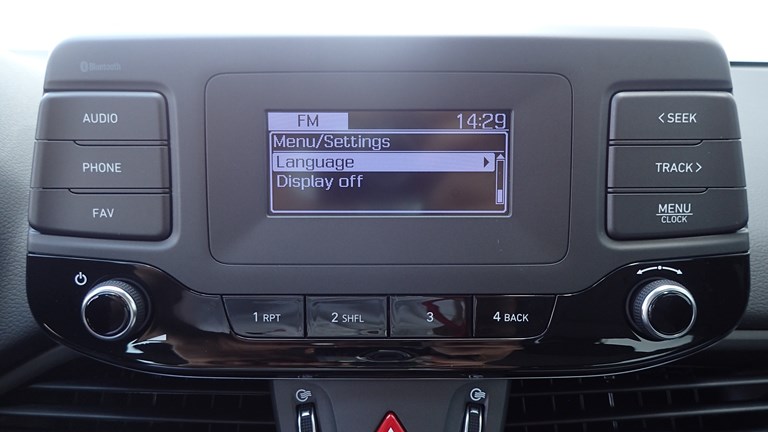 Bluetooth
AUDIO
PHONE
FAV
FM 14:29
Menu/Settings
Language
Display off
< SEEK
TRACK >
MENU
CLOCK
1 RPT
2 SHFL
3
4 BACK